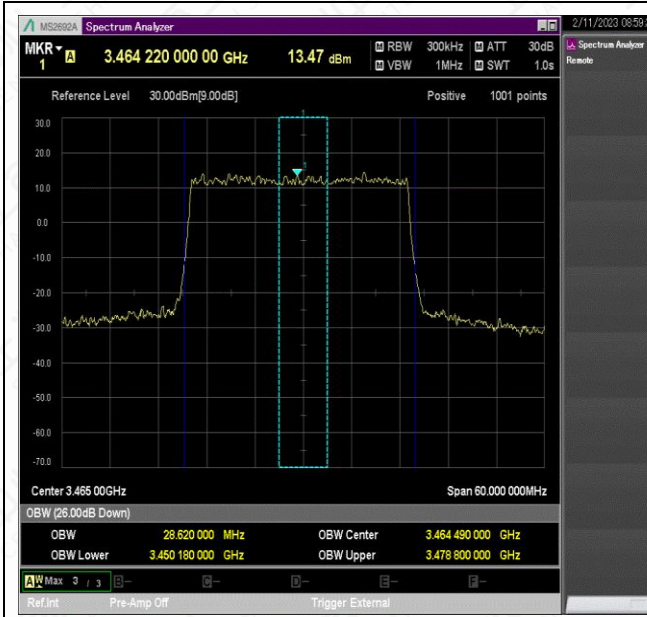 MS2692A Spectrum Analyzer 2/11/2023 08:59:
MKR 1 A 3.464 220 000 00 GHz 13.47 dBm M RBW 300kHz M ATT 30dB
M VBW 1MHz M SWT 1.0s
Spectrum Analyzer
Remote
Reference Level 30.00dBm[9.00dB] Positive 1001 points
30.0
20.0
1
10.0
0.0
-10.0
-20.0
-30.0
-40.0
-50.0
-60.0
-70.0
Center 3.465 00GHz Span 60.000 000MHz
OBW (26.00dB Down)
OBW 28.620 000 MHz OBW Center 3.464 490 000 GHz
OBW Lower 3.450 180 000 GHz OBW Upper 3.478 800 000 GHz
A W Max 3 / 3 B- C- D- E- F-
Ref.Int Pre-Amp Off Trigger External